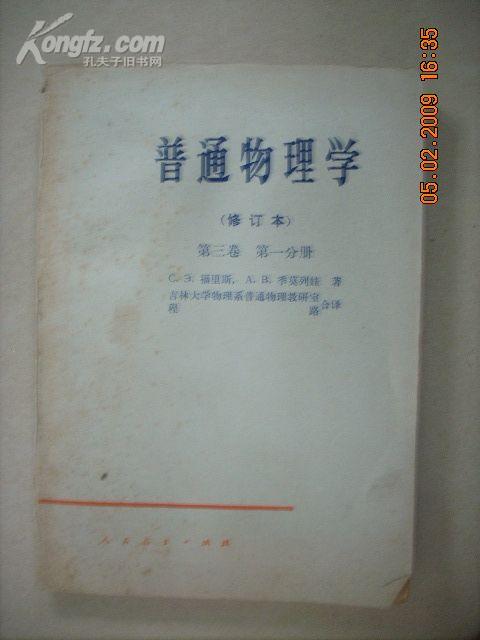 Kongfz.com
孔夫子旧书网
05.02.2009 16:35
普通物理学
(修订本)
第三卷 第一分册
С. Э. 福里斯, А. В. 季莫列娃 著
吉林大学物理系普通物理教研室
程 路 合译
人民教育出版社